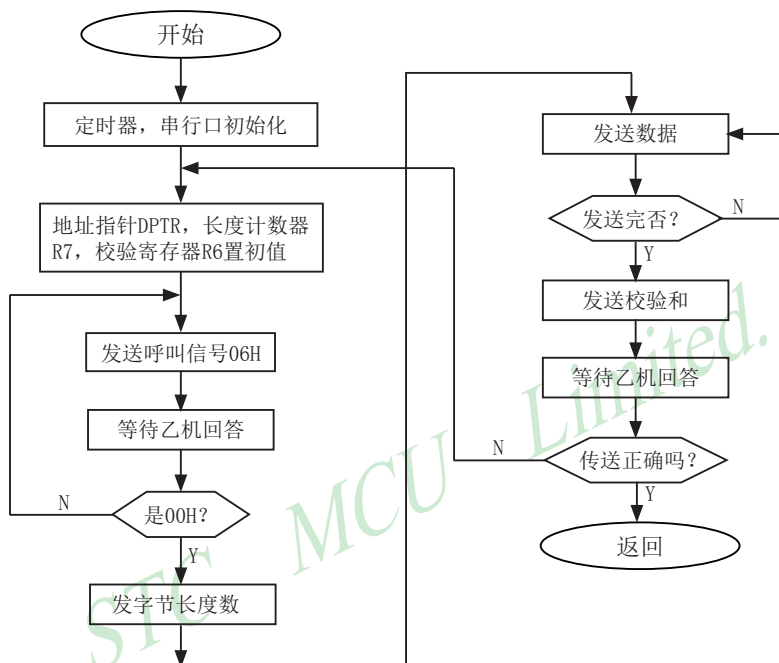 开始
定时器，串行口初始化
地址指针DPTR，长度计数器
R7，校验寄存器R6置初值
发送呼叫信号06H
等待乙机回答
是00H？
N
Y
发字节长度数
发送数据
发送完否？
N
Y
发送校验和
等待乙机回答
传送正确吗？
N
Y
返回
STC MCU Limited.